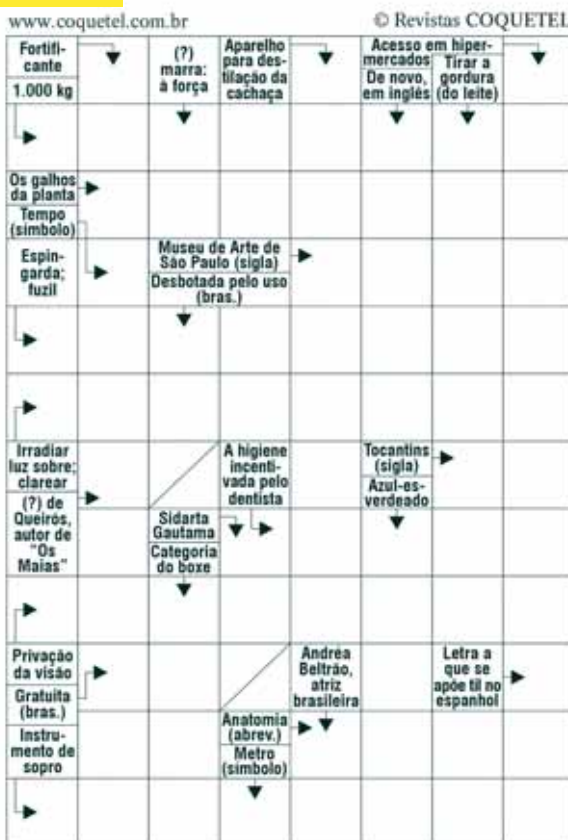 www.coquetel.com.br
© Revistas COQUETEL
Fortifi-
cante
1.000 kg
(?)
marra:
à força
Aparelho
para des-
tilação da
cachaça
Acesso em hiper-
mercados
De novo,
em inglês
Tirar a
gordura
(do leite)
Os galhos
da planta
Tempo
(símbolo)
Espin-
garda;
fuzil
Museu de Arte de
São Paulo (sigla)
Desbotada pelo uso
(bras.)
Irradiar
luz sobre;
clarear
(?) de
Queirós,
autor de
"Os
Maias"
A higiene
incenti-
vada pelo
dentista
Tocantins
(sigla)
Azul-es-
verdeado
Sidarta
Gautama
Categoria
do boxe
Privação
da visão
Gratuita
(bras.)
Instru-
mento de
sopro
Andréa
Beltrão,
atriz
brasileira
Letra a
que se
apõe til no
espanhol
Anatomia
(abrev.)
Metro
(símbolo)